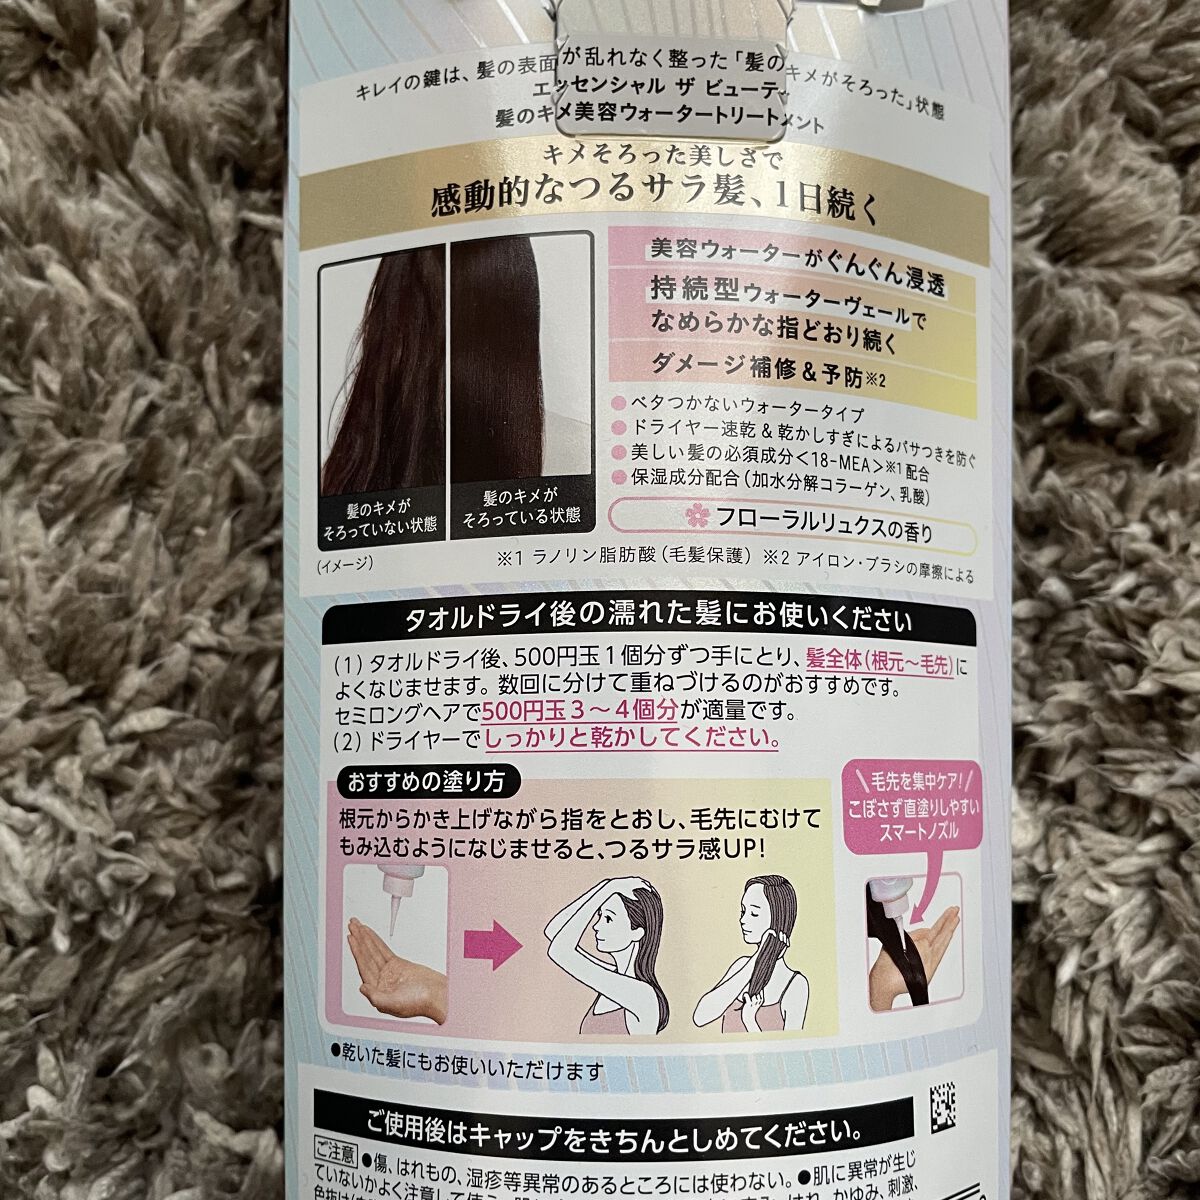 キレイの鍵は、髪の表面が乱れなく整った「髪のキメがそろった」状態
エッセンシャル ザ ビューティ
髪のキメ美容ウォータートリートメント
キメそろった美しさで
感動的なつるサラ髪、1日続く
美容ウォーターがぐんぐん浸透
持続型ウォーターヴェールで
なめらかな指どおり続く
ダメージ補修&予防※2
●ベタつかないウォータータイプ
●ドライヤー速乾&乾かしすぎによるパサつきを防ぐ
●美しい髪の必須成分<18-MEA>※1配合
●保湿成分配合(加水分解コラーゲン、乳酸)
フローラルリュクスの香り
髪のキメが
そろっていない状態
髪のキメが
そろっている状態
(イメージ)
※1 ラノリン脂肪酸(毛髪保護) ※2 アイロン・ブラシの摩擦による
タオルドライ後の濡れた髪にお使いください
(1)タオルドライ後、500円玉1個分ずつ手にとり、髪全体(根元~毛先)に
よくなじませます。数回に分けて重ねづけるのがおすすめです。
セミロングヘアで500円玉3~4個分が適量です。
(2)ドライヤーでしっかりと乾かしてください。
おすすめの塗り方
根元からかき上げながら指をとおし、毛先にむけて
もみ込むようになじませると、つるサラ感UP!
\毛先を集中ケア!/
こぼさず直塗りしやすい
スマートノズル
●乾いた髪にもお使いいただけます
ご使用後はキャップをきちんとしめてください。
ご注意 ●傷、はれもの、湿疹等異常のあるところには使わない。●肌に異常が生じ
ていないかよく注意して使う。
はれ、かゆみ、刺激、